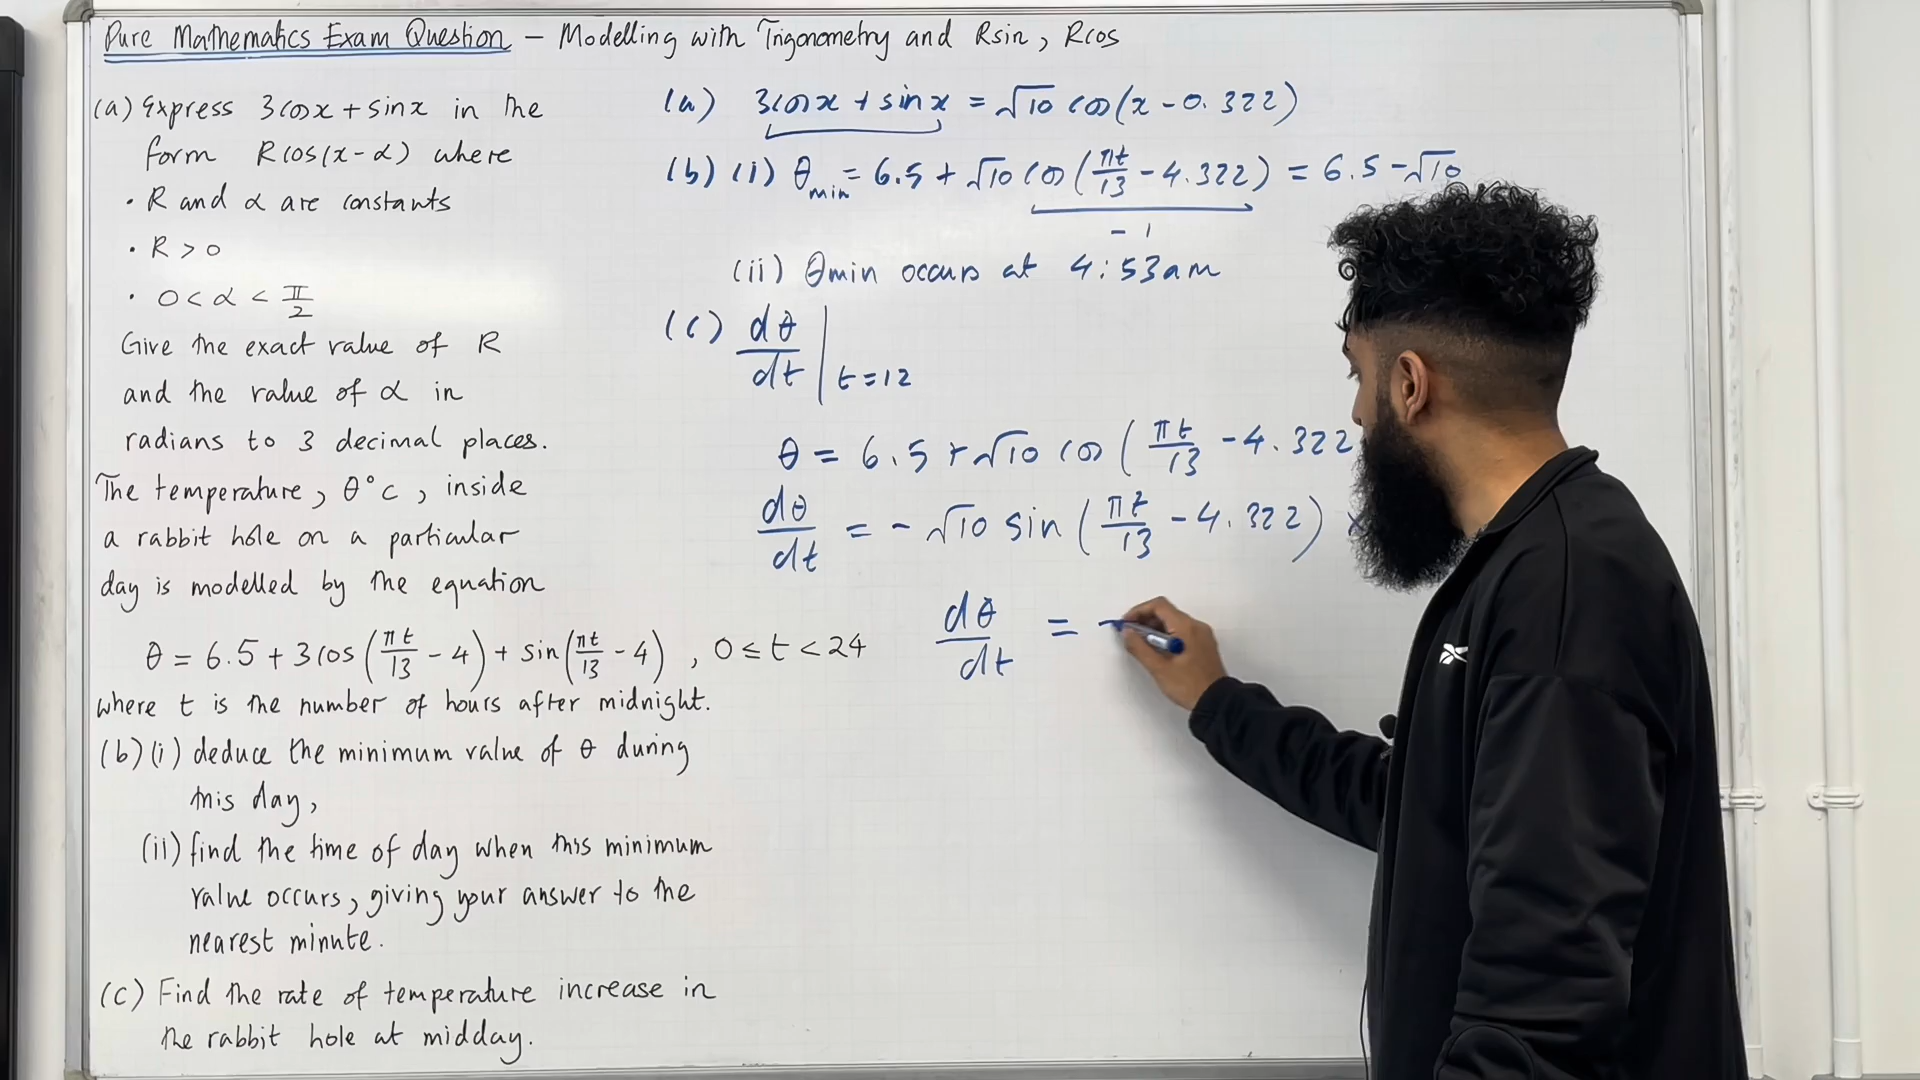 Pure Mathematics Exam Question – Modelling with Trigonometry and Rsin, Rcos
(a) Express 3cosx + sinx in the
form Rcos(x-α) where
• R and α are constants
• R > 0
• 0 < α < π/2
Give the exact value of R
and the value of α in
radians to 3 decimal places.
The temperature, θ°c, inside
a rabbit hole on a particular
day is modelled by the equation
θ = 6.5 + 3cos(πt/13 - 4) + sin(πt/13 - 4), 0 ≤ t < 24
where t is the number of hours after midnight.
(b)(i) deduce the minimum value of θ during
this day,
(ii) find the time of day when this minimum
value occurs, giving your answer to the
nearest minute.
(c) Find the rate of temperature increase in
the rabbit hole at midday.
(a) 3cosx + sinx = √10 cos(x - 0.322)
(b) (i) θmin = 6.5 + √10 cos(πt/13 - 4.322) = 6.5 - √10
-1
(ii) θmin occurs at 4:53am
(c) dθ/dt | t=12
θ = 6.5 + √10 cos(πt/13 - 4.322
dθ/dt = -√10 sin(πt/13 - 4.322) ×
dθ/dt = -